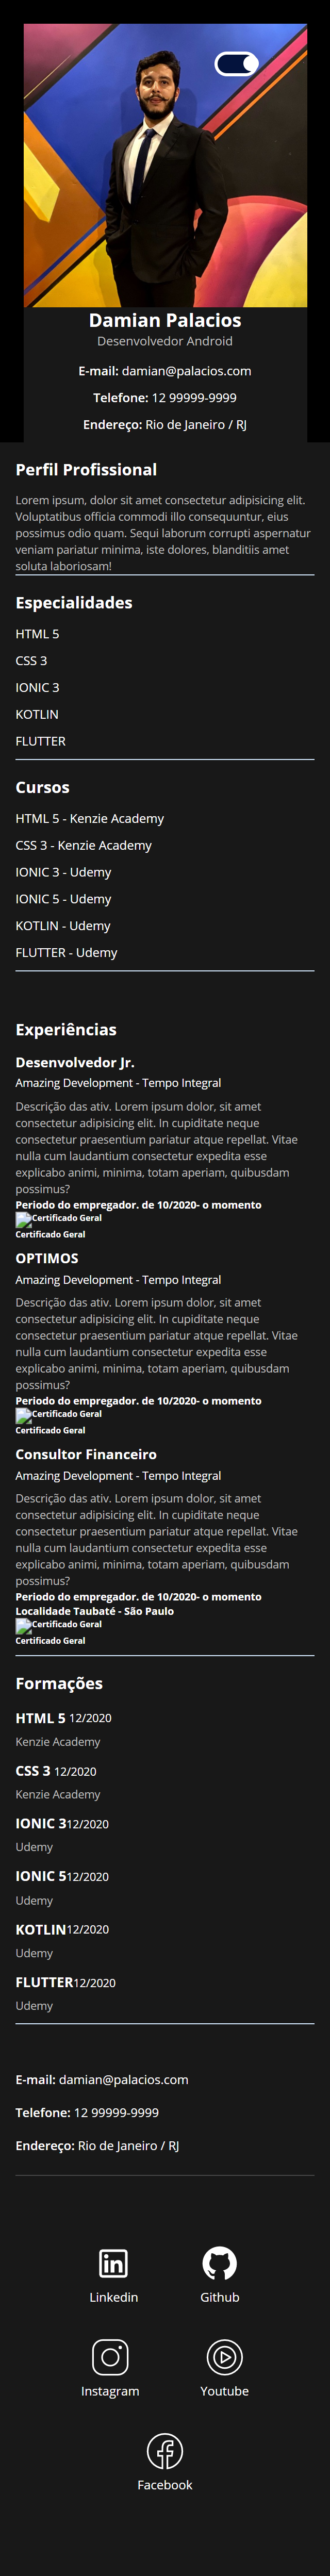 Damian Palacios
Desenvolvedor Android
E-mail: damian@palacios.com
Telefone: 12 99999-9999
Endereço: Rio de Janeiro / RJ
Perfil Profissional
Lorem ipsum, dolor sit amet consectetur adipisicing elit.
Voluptatibus officia commodi illo consequuntur, eius
possimus odio quam. Sequi laborum corrupti aspernatur
veniam pariatur minima, iste dolores, blanditiis amet
soluta laboriosam!
Especialidades
HTML 5
CSS 3
IONIC 3
KOTLIN
FLUTTER
Cursos
HTML 5 - Kenzie Academy
CSS 3 - Kenzie Academy
IONIC 3 - Udemy
IONIC 5 - Udemy
KOTLIN - Udemy
FLUTTER - Udemy
Experiências
Desenvolvedor Jr.
Amazing Development - Tempo Integral
Descrição das ativ. Lorem ipsum dolor, sit amet
consectetur adipisicing elit. In cupiditate neque
consectetur praesentium pariatur atque repellat. Vitae
nulla cum laudantium consectetur expedita esse
explicabo animi, minima, totam aperiam, quibusdam
possimus?
Periodo do empregador. de 10/2020- o momento
Certificado Geral
Certificado Geral
OPTIMOS
Amazing Development - Tempo Integral
Descrição das ativ. Lorem ipsum dolor, sit amet
consectetur adipisicing elit. In cupiditate neque
consectetur praesentium pariatur atque repellat. Vitae
nulla cum laudantium consectetur expedita esse
explicabo animi, minima, totam aperiam, quibusdam
possimus?
Periodo do empregador. de 10/2020- o momento
Certificado Geral
Certificado Geral
Consultor Financeiro
Amazing Development - Tempo Integral
Descrição das ativ. Lorem ipsum dolor, sit amet
consectetur adipisicing elit. In cupiditate neque
consectetur praesentium pariatur atque repellat. Vitae
nulla cum laudantium consectetur expedita esse
explicabo animi, minima, totam aperiam, quibusdam
possimus?
Periodo do empregador. de 10/2020- o momento
Localidade Taubaté - São Paulo
Certificado Geral
Certificado Geral
Formações
HTML 5 12/2020
Kenzie Academy
CSS 3 12/2020
Kenzie Academy
IONIC 312/2020
Udemy
IONIC 512/2020
Udemy
KOTLIN12/2020
Udemy
FLUTTER12/2020
Udemy
E-mail: damian@palacios.com
Telefone: 12 99999-9999
Endereço: Rio de Janeiro / RJ
Linkedin
Github
Instagram
Youtube
Facebook